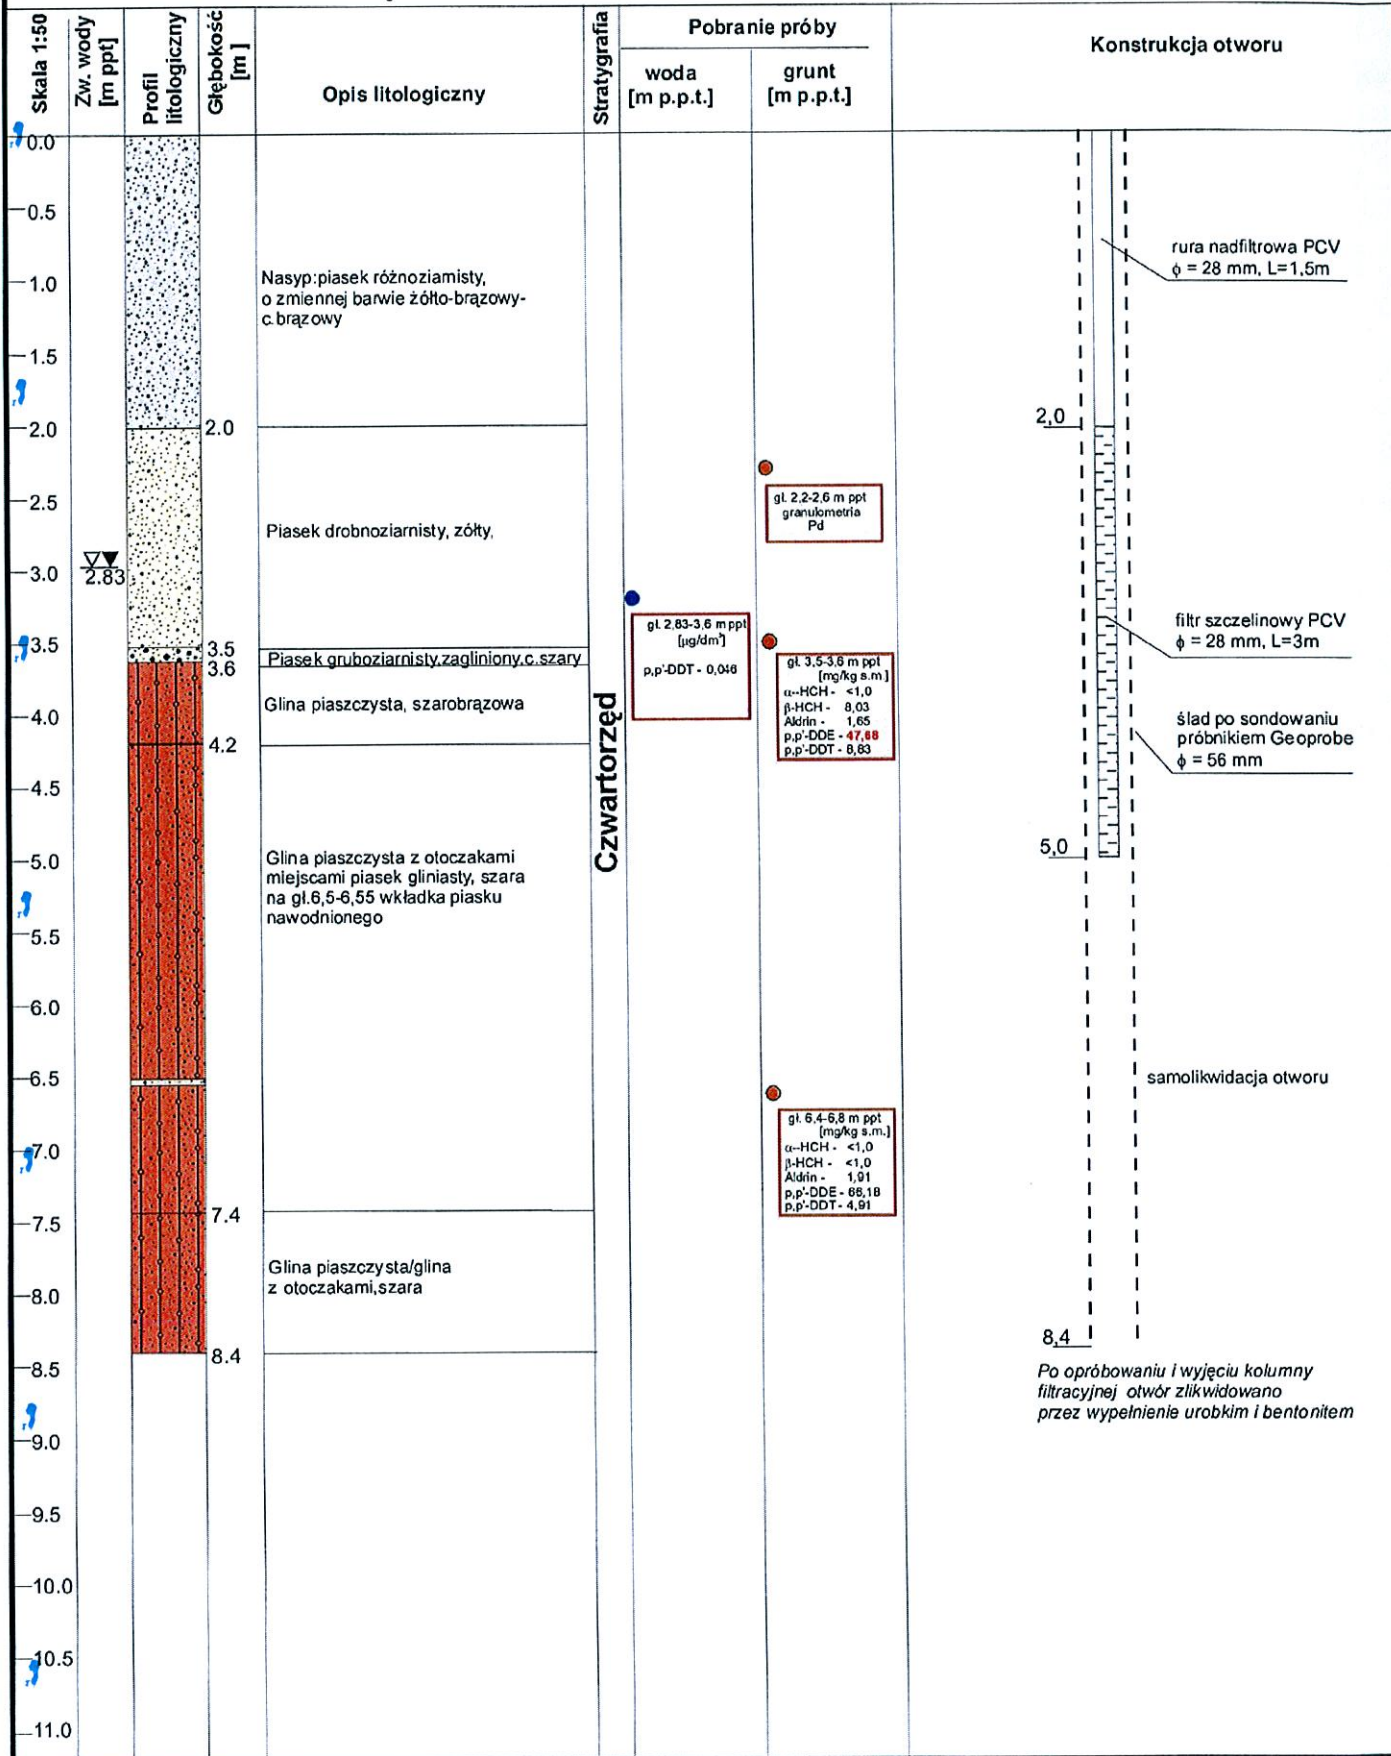 Skala 1:50
Zw. wody
[m ppt]
Profil
litologiczny
Głębokość
[m ]
Opis litologiczny
Stratygrafia
Pobranie próby
woda
[m p.p.t.]
grunt
[m p.p.t.]
Konstrukcja otworu
0.0
0.5
1.0
1.5
2.0
2.5
3.0
3.5
4.0
4.5
5.0
5.5
6.0
6.5
7.0
7.5
8.0
8.5
9.0
9.5
10.0
10.5
11.0
2.83
2.0
3.5
3.6
4.2
7.4
8.4
Nasyp:piasek różnoziarnisty,
o zmiennej barwie żółto-brązowy-
c.brązowy
Piasek drobnoziarnisty, zółty,
Piasek gruboziarnisty,zagliniony,c.szary
Glina piaszczysta, szarobrązowa
Glina piaszczysta z otoczakami
miejscami piasek gliniasty, szara
na gł.6,5-6,55 wkładka piasku
nawodnionego
Glina piaszczysta/glina
z otoczakami,szara
Czwartorzęd
gł. 2,83-3,6 m ppt
[µg/dm³]
p,p'-DDT - 0,046
gł. 2,2-2,6 m ppt
granulometria
Pd
gł. 3,5-3,6 m ppt
[mg/kg s.m.]
α--HCH - <1,0
β-HCH - 8,03
Aldrin - 1,65
p,p'-DDE - 47,68
p,p'-DDT - 8,63
gł. 6,4-6,8 m ppt
[mg/kg s.m.]
α--HCH - <1,0
β-HCH - <1,0
Aldrin - 1,91
p,p'-DDE - 66,18
p,p'-DDT - 4,91
rura nadfiltrowa PCV
ϕ = 28 mm, L=1,5m
2,0
filtr szczelinowy PCV
ϕ = 28 mm, L=3m
ślad po sondowaniu
próbnikiem Geoprobe
ϕ = 56 mm
5,0
samolikwidacja otworu
8,4
Po opróbowaniu i wyjęciu kolumny
filtracyjnej otwór zlikwidowano
przez wypełnienie urobkim i bentonitem